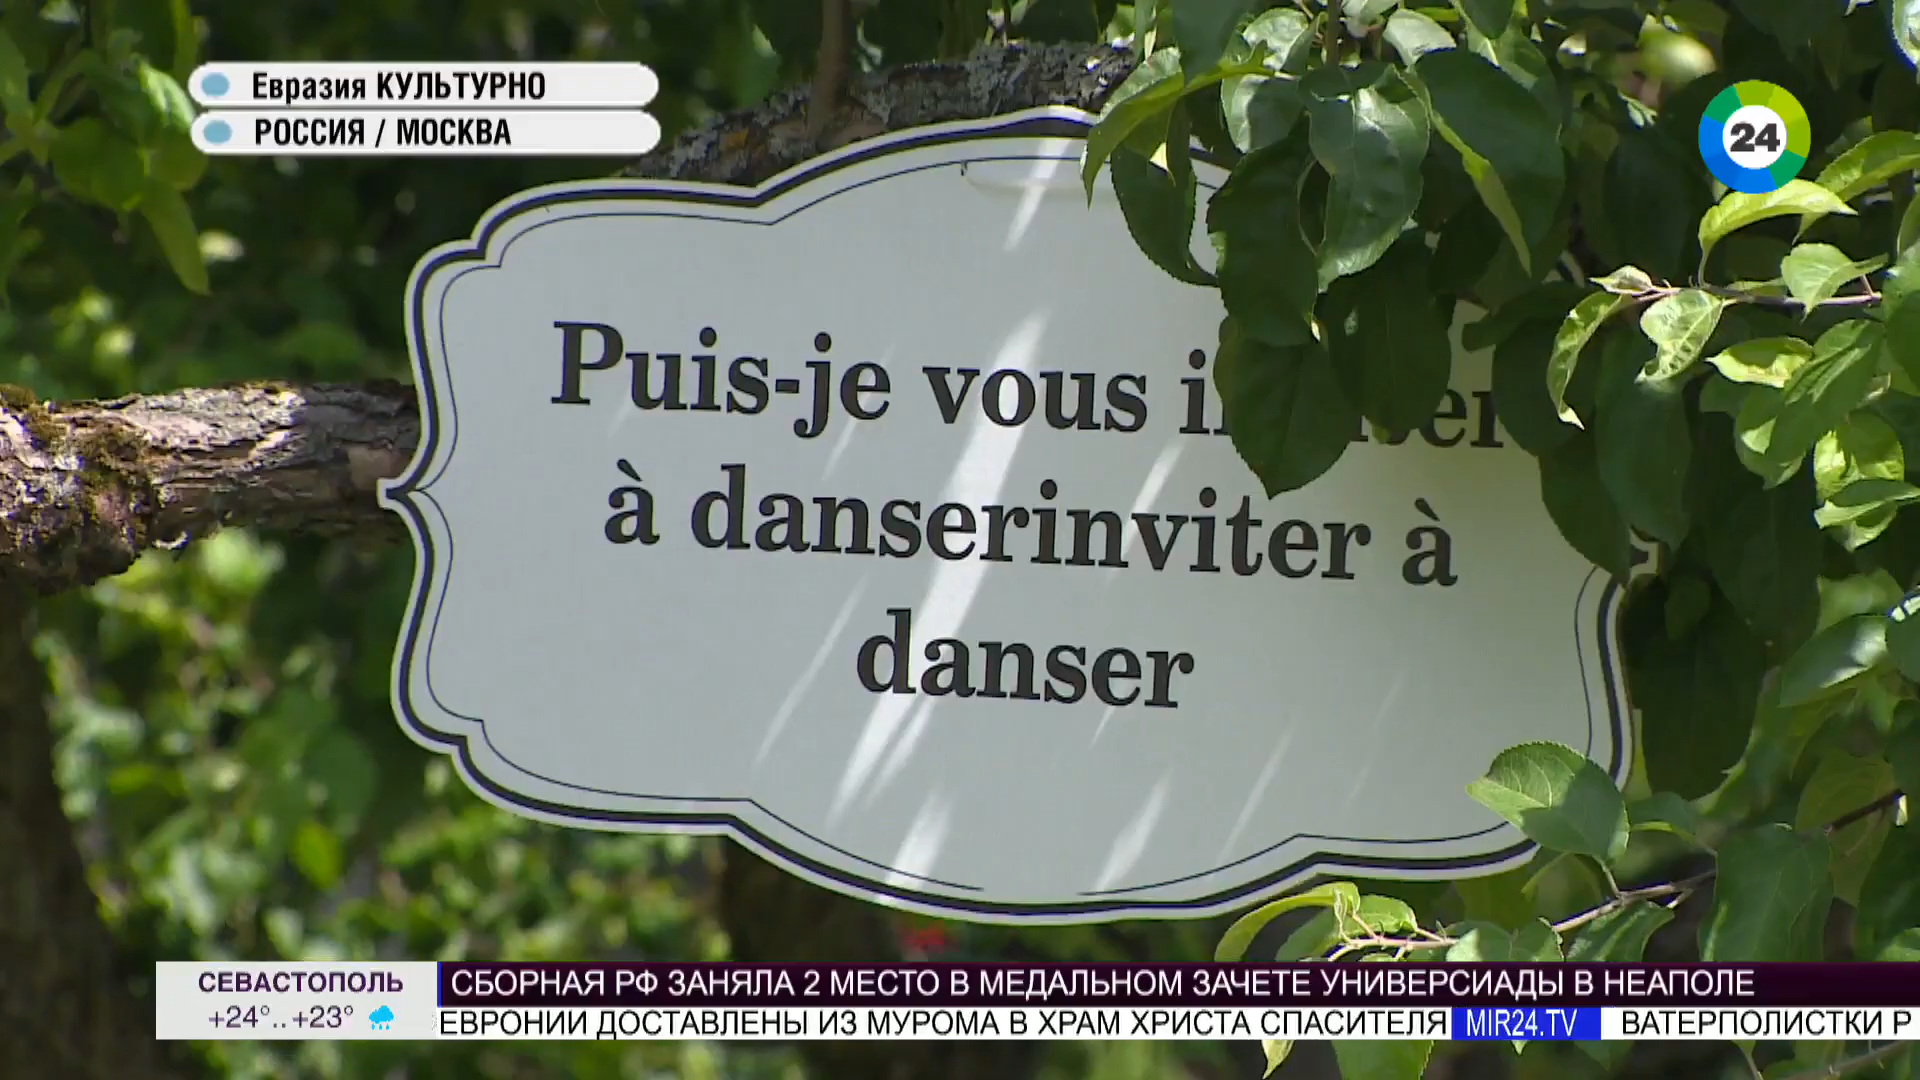 Евразия КУЛЬТУРНО
РОССИЯ / МОСКВА
24
Puis-je vous
à danserinviter à
danser
СЕВАСТОПОЛЬ
+24°..+23°
СБОРНАЯ РФ ЗАНЯЛА 2 МЕСТО В МЕДАЛЬНОМ ЗАЧЕТЕ УНИВЕРСИАДЫ В НЕАПОЛЕ
ЕВРОНИИ ДОСТАВЛЕНЫ ИЗ МУРОМА В ХРАМ ХРИСТА СПАСИТЕЛЯ MIR24.TV ВАТЕРПОЛИСТКИ Р